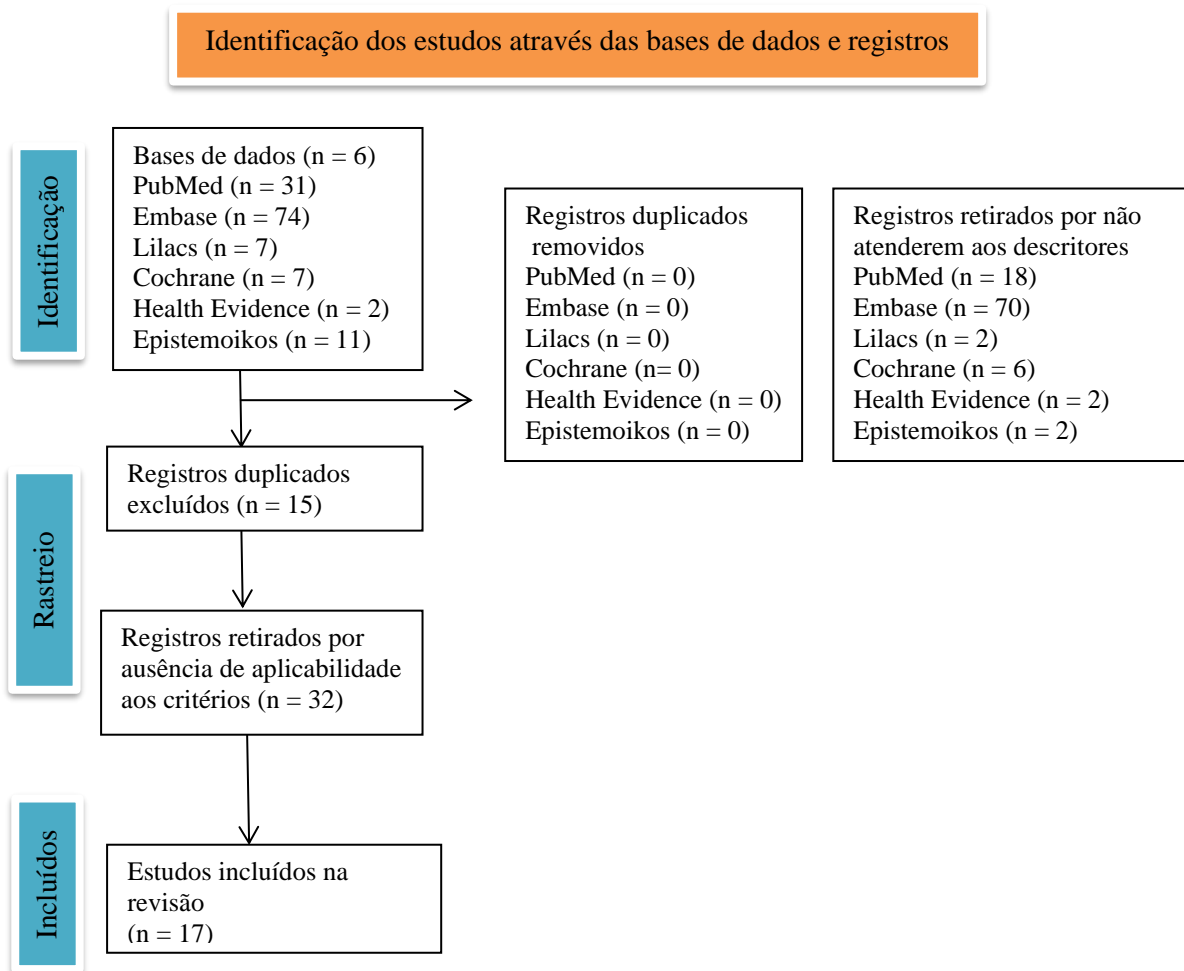 Identificação dos estudos através das bases de dados e registros
Identificação
Bases de dados (n = 6)
PubMed (n = 31)
Embase (n = 74)
Lilacs (n = 7)
Cochrane (n = 7)
Health Evidence (n = 2)
Epistemoikos (n = 11)
Registros duplicados
removidos
PubMed (n = 0)
Embase (n = 0)
Lilacs (n = 0)
Cochrane (n= 0)
Health Evidence (n = 0)
Epistemoikos (n = 0)
Registros retirados por não
atenderem aos descritores
PubMed (n = 18)
Embase (n = 70)
Lilacs (n = 2)
Cochrane (n = 6)
Health Evidence (n = 2)
Epistemoikos (n = 2)
Rastreio
Registros duplicados
excluídos (n = 15)
Registros retirados por
ausência de aplicabilidade
aos critérios (n = 32)
Incluídos
Estudos incluídos na
revisão
(n = 17)